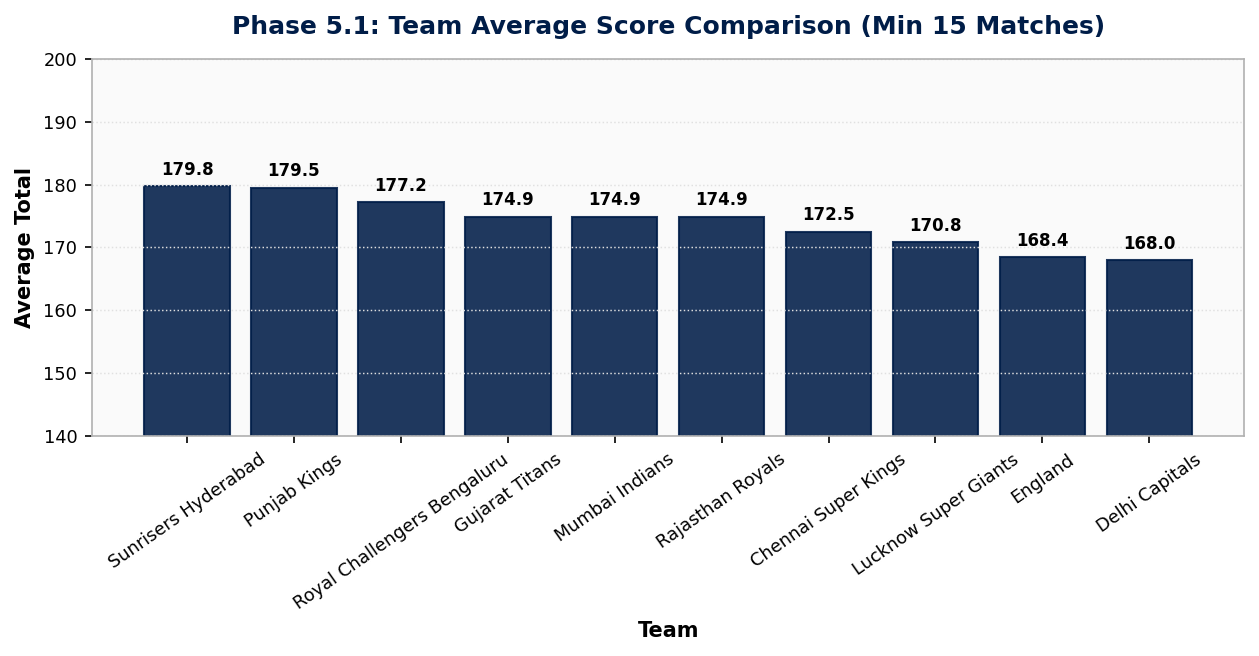 Phase 5.1: Team Average Score Comparison (Min 15 Matches)
Average Total
200
190
180
170
160
150
140
179.8
179.5
177.2
174.9
174.9
174.9
172.5
170.8
168.4
168.0
Sunrisers Hyderabad
Punjab Kings
Royal Challengers Bengaluru
Gujarat Titans
Mumbai Indians
Rajasthan Royals
Chennai Super Kings
Lucknow Super Giants
England
Delhi Capitals
Team